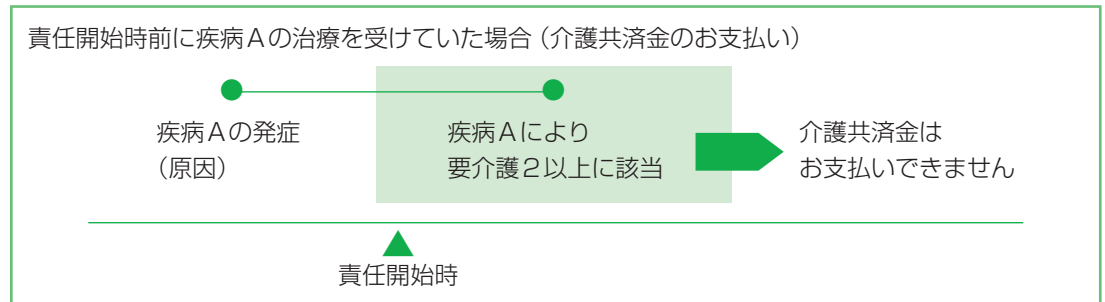 責任開始時前に疾病Aの治療を受けていた場合（介護共済金のお支払い）
疾病Aの発症
（原因）
疾病Aにより
要介護２以上に該当
介護共済金は
お支払いできません
責任開始時